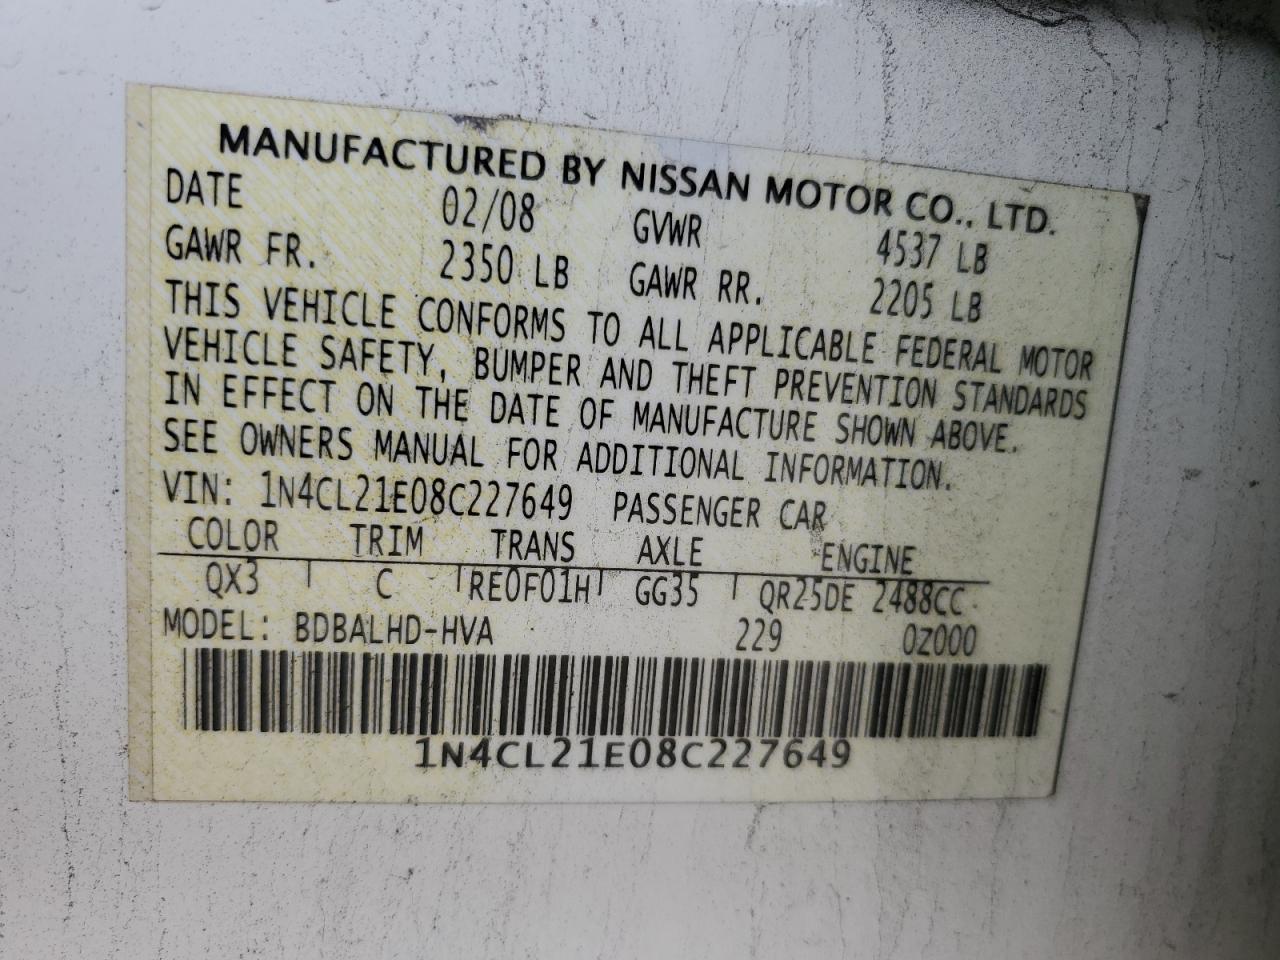 MANUFACTURED BY NISSAN MOTOR CO., LTD.
DATE 02/08 GVWR 4537 LB
GAWR FR. 2350 LB GAWR RR. 2205 LB
THIS VEHICLE CONFORMS TO ALL APPLICABLE FEDERAL MOTOR
VEHICLE SAFETY, BUMPER AND THEFT PREVENTION STANDARDS
IN EFFECT ON THE DATE OF MANUFACTURE SHOWN ABOVE.
SEE OWNERS MANUAL FOR ADDITIONAL INFORMATION.
VIN: 1N4CL21E08C227649 PASSENGER CAR
COLOR TRIM TRANS AXLE ENGINE
QX3 C RE0F01H GG35 QR25DE 2488CC
MODEL: BDBALHD-HVA 229 0Z000
1N4CL21E08C227649